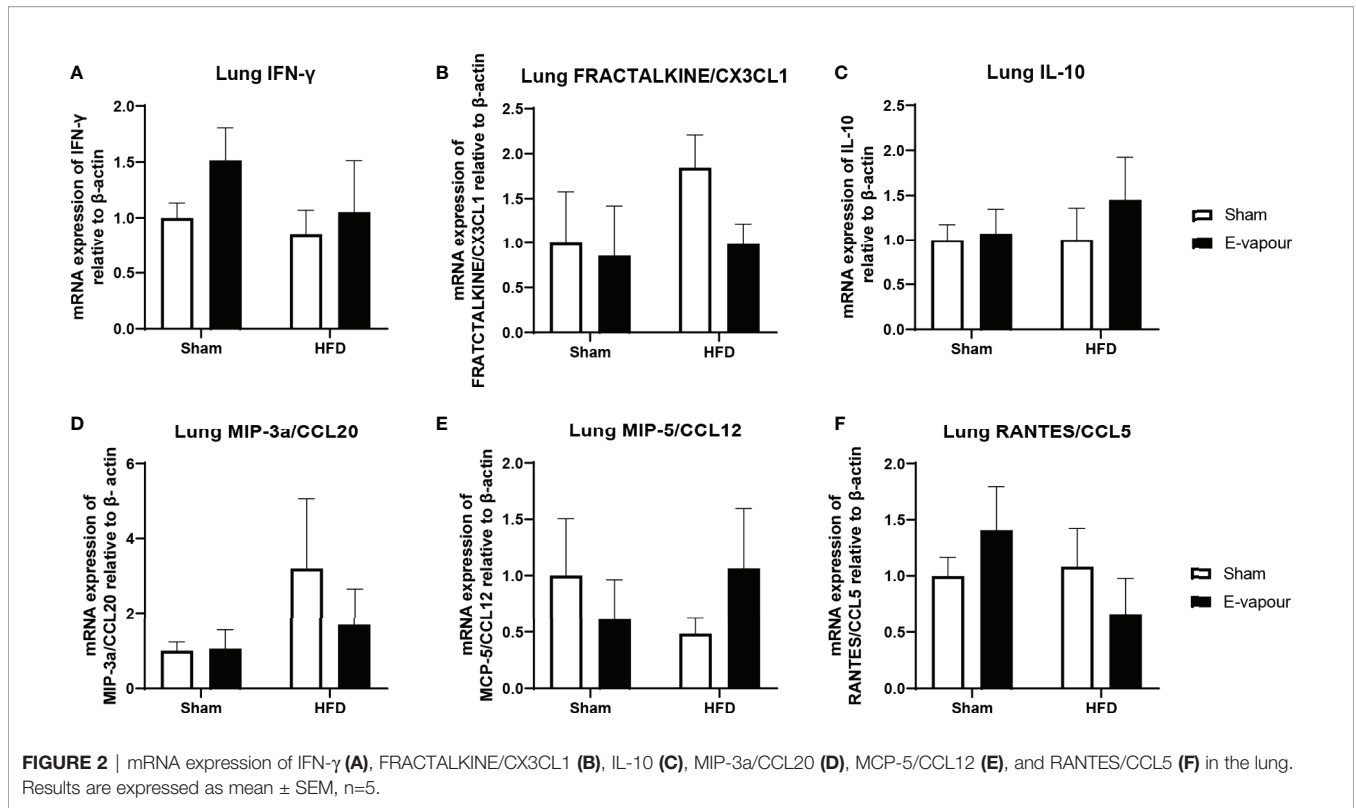 A
Lung IFN-γ
mRNA expression of IFN-γ
relative to β-actin
2.0
1.5
1.0
0.5
0.0
Sham
HFD
B
Lung FRACTALKINE/CX3CL1
mRNA expression of
FRATCTALKINE/CX3CL1 relative to β-actin
2.5
2.0
1.5
1.0
0.5
0.0
Sham
HFD
C
Lung IL-10
mRNA expression of IL-10
relative to β-actin
2.5
2.0
1.5
1.0
0.5
0.0
Sham
HFD
Sham
E-vapour
D
Lung MIP-3a/CCL20
mRNA expression of
MIP-3a/CCL20 relative to β- actin
6
4
2
0
Sham
HFD
E
Lung MIP-5/CCL12
mRNA expression of
MCP-5/CCL12 relative to β-actin
2.0
1.5
1.0
0.5
0.0
Sham
HFD
F
Lung RANTES/CCL5
mRNA expression of
RANTES/CCL5 relative to β-actin
2.0
1.5
1.0
0.5
0.0
Sham
HFD
Sham
E-vapour
FIGURE 2 | mRNA expression of IFN-γ (A), FRACTALKINE/CX3CL1 (B), IL-10 (C), MIP-3a/CCL20 (D), MCP-5/CCL12 (E), and RANTES/CCL5 (F) in the lung.
Results are expressed as mean ± SEM, n=5.